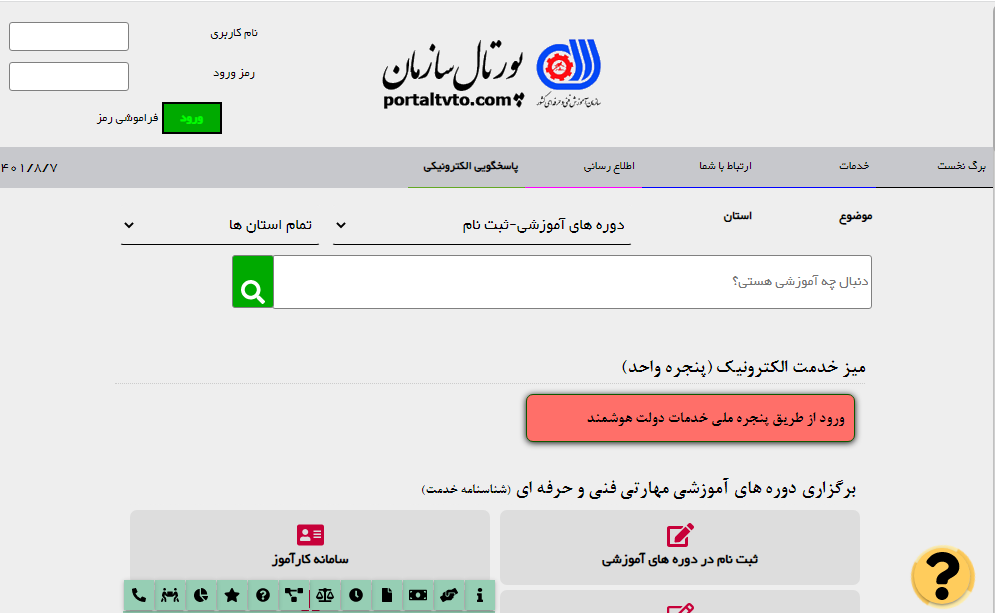 نام کاربری
رمز ورود
ورود
فراموشی رمز
پورتال سازمان
portaltvto.com
سازمان آموزش فنی و حرفه ای کشور
برگ نخست
خدمات
ارتباط با شما
اطلاع رسانی
پاسخگویی الکترونیکی
۴۰۱/۸/۷
موضوع
استان
دوره های آموزشی-ثبت نام
تمام استان ها
دنبال چه آموزشی هستی؟
میز خدمت الکترونیک (پنجره واحد)
ورود از طریق پنجره ملی خدمات دولت هوشمند
برگزاری دوره های آموزشی مهارتی فنی و حرفه ای (شناسنامه خدمت)
ثبت نام در دوره های آموزشی
سامانه کارآموز